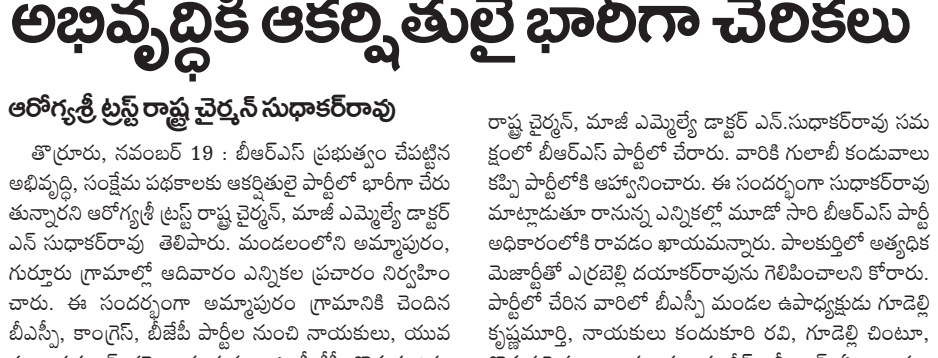 అభివృద్ధికి ఆకర్షితులై భారీగా చేరికలు
ఆరోగ్యశ్రీ ట్రస్ట్ రాష్ట్ర చైర్మన్ సుధాకర్‌రావు
తొర్రూరు, నవంబర్ 19 : బీఆర్ఎస్ ప్రభుత్వం చేపట్టిన
అభివృద్ధి, సంక్షేమ పథకాలకు ఆకర్షితులై పార్టీలో భారీగా చేరు
తున్నారని ఆరోగ్యశ్రీ ట్రస్ట్ రాష్ట్ర చైర్మన్, మాజీ ఎమ్మెల్యే డాక్టర్
ఎన్ సుధాకర్‌రావు తెలిపారు. మండలంలోని అమ్మాపురం,
గుర్తూరు గ్రామాల్లో ఆదివారం ఎన్నికల ప్రచారం నిర్వహిం
చారు. ఈ సందర్భంగా అమ్మాపురం గ్రామానికి చెందిన
బీఎస్పీ, కాంగ్రెస్, బీజేపీ పార్టీల నుంచి నాయకులు, యువ
రాష్ట్ర చైర్మన్, మాజీ ఎమ్మెల్యే డాక్టర్ ఎన్.సుధాకర్‌రావు సమ
క్షంలో బీఆర్ఎస్ పార్టీలో చేరారు. వారికి గులాబీ కండువాలు
కప్పి పార్టీలోకి ఆహ్వానించారు. ఈ సందర్భంగా సుధాకర్‌రావు
మాట్లాడుతూ రానున్న ఎన్నికల్లో మూడో సారి బీఆర్ఎస్ పార్టీ
అధికారంలోకి రావడం ఖాయమన్నారు. పాలకుర్తిలో అత్యధిక
మెజార్టీతో ఎర్రబెల్లి దయాకర్‌రావును గెలిపించాలని కోరారు.
పార్టీలో చేరిన వారిలో బీఎస్పీ మండల ఉపాధ్యక్షుడు గూడెల్లి
కృష్ణమూర్తి, నాయకులు కందుకూరి రవి, గూడెల్లి చింటూ,